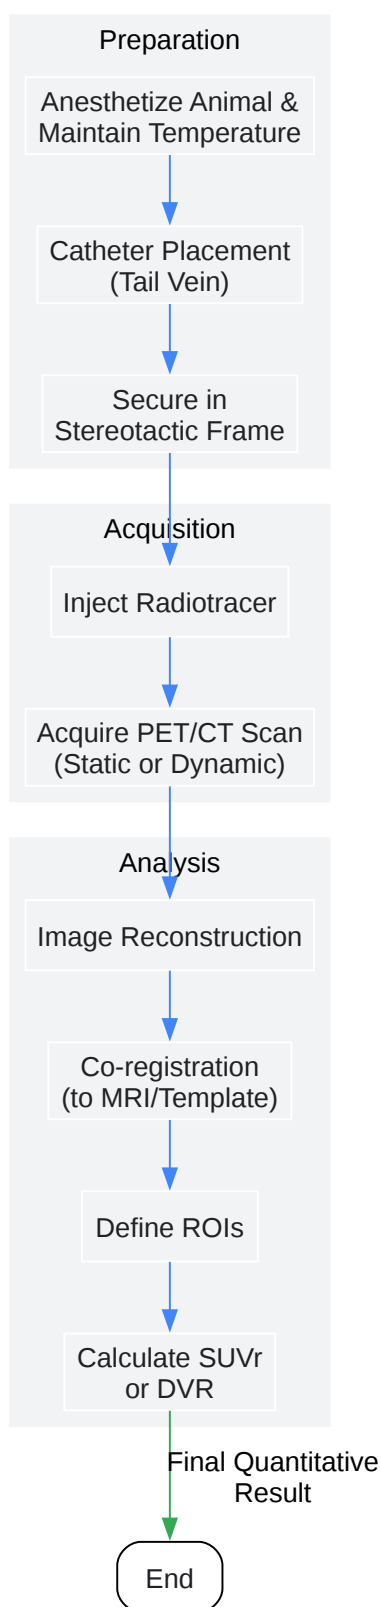 Preparation
Anesthetize Animal &
Maintain Temperature
Catheter Placement
(Tail Vein)
Secure in
Stereotactic Frame
Acquisition
Inject Radiotracer
Acquire PET/CT Scan
(Static or Dynamic)
Analysis
Image Reconstruction
Co-registration
(to MRI/Template)
Define ROIs
Calculate SUVr
or DVR
Final Quantitative
Result
End